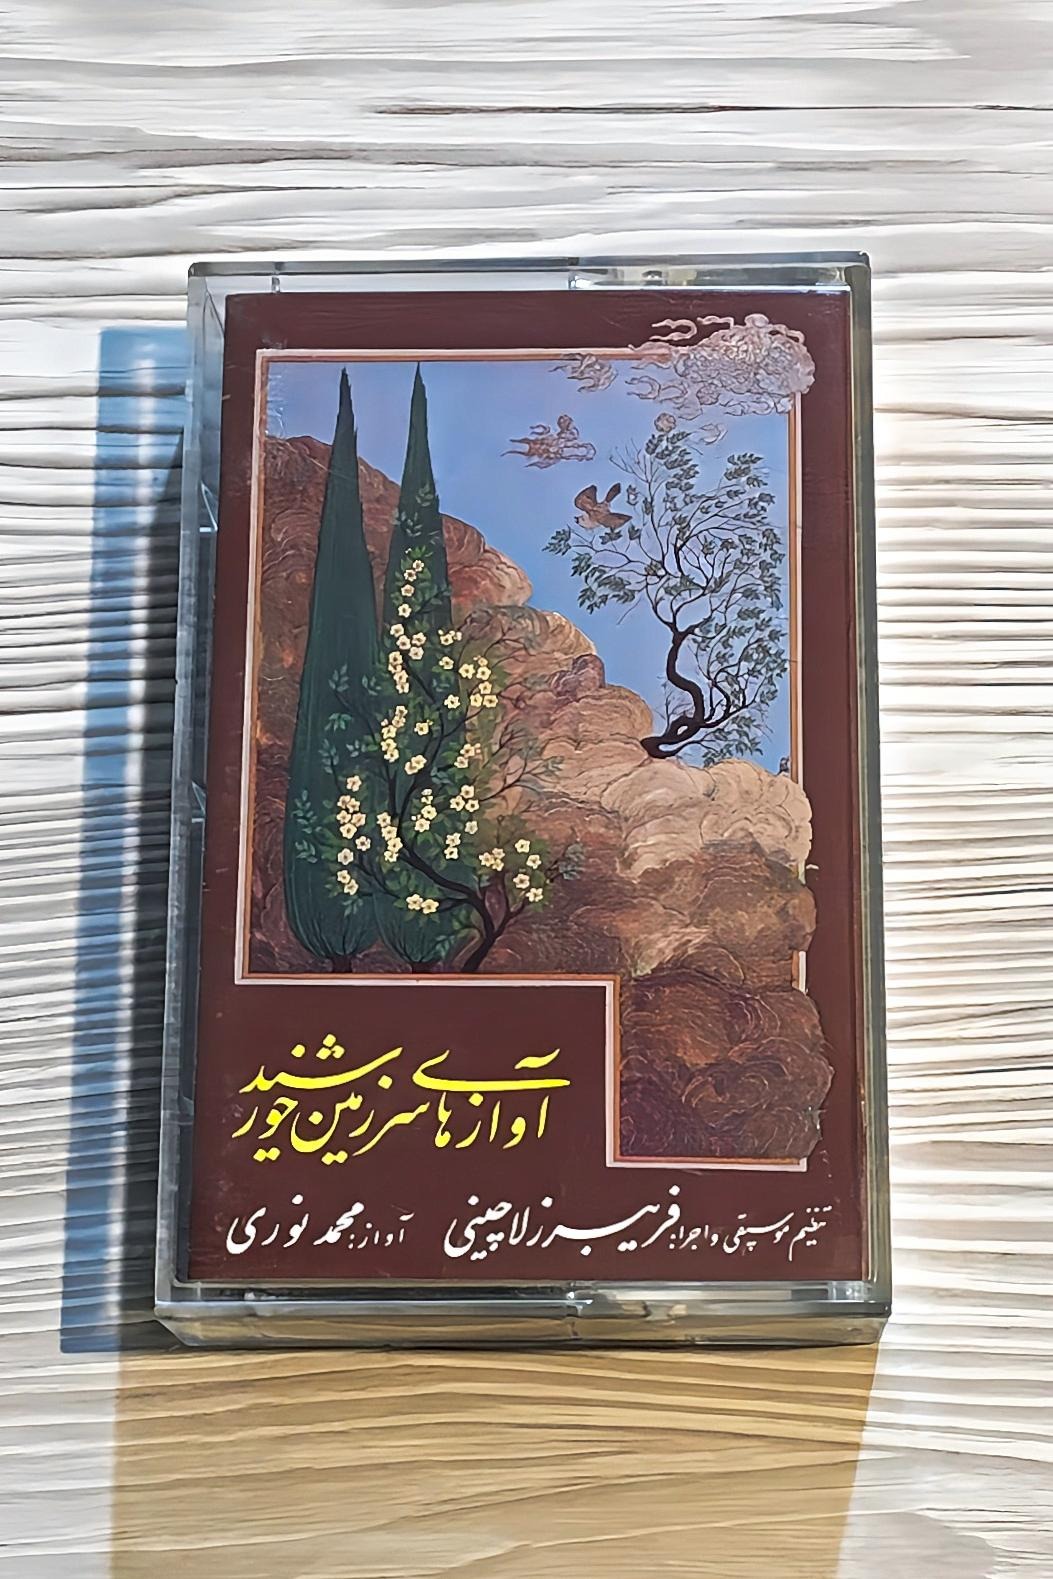 آوازهای سرزمین خورشید
تنظیم موسیقی و اجرا: فریبرز لاچینی آواز: محمد نوری